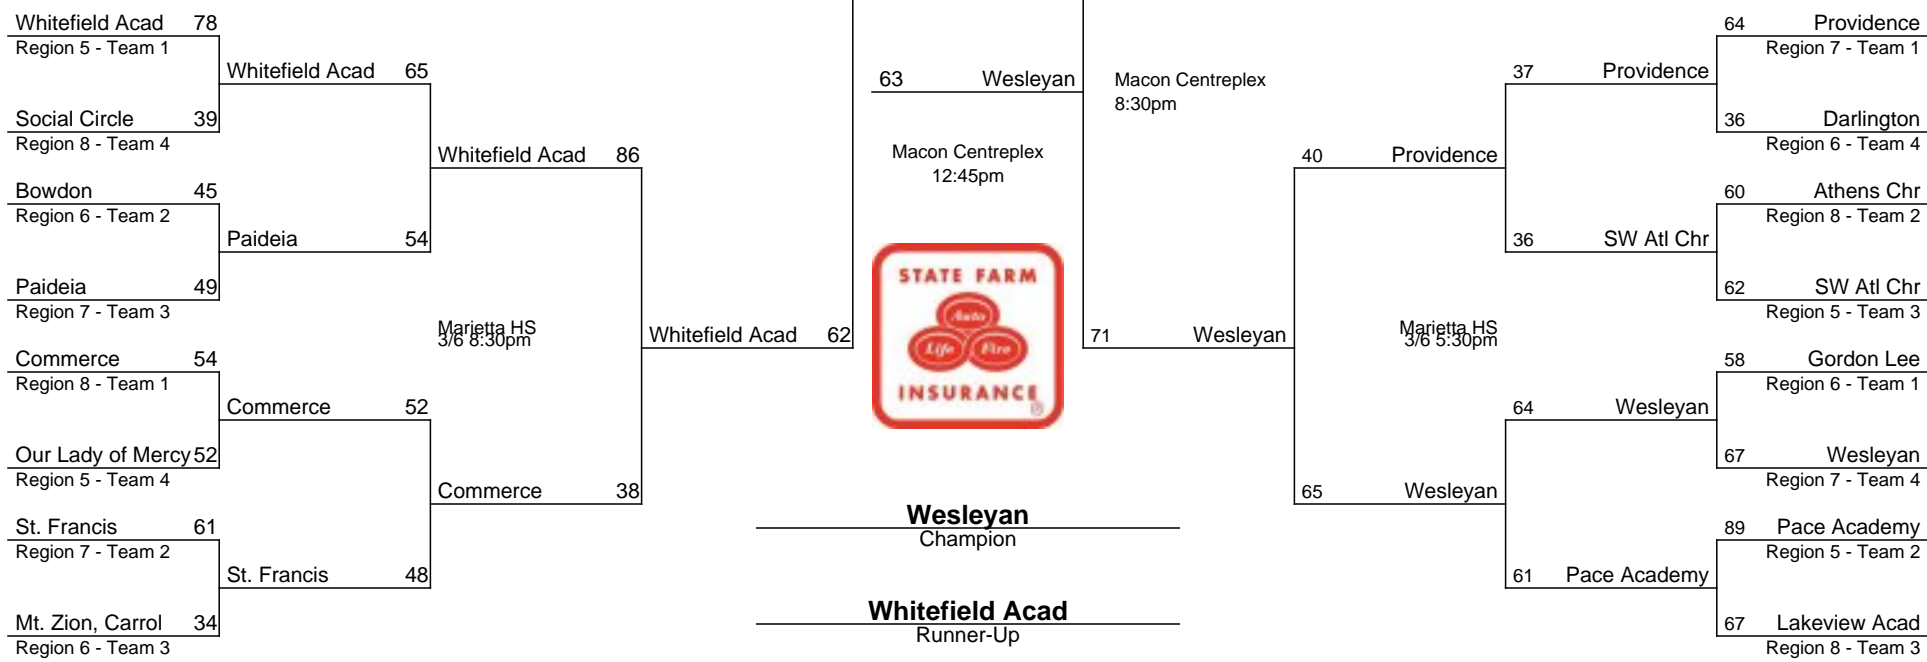 Whitefield Acad 78
Region 5 - Team 1
Social Circle 39
Region 8 - Team 4
Bowdon 45
Region 6 - Team 2
Paideia 49
Region 7 - Team 3
Commerce 54
Region 8 - Team 1
Our Lady of Mercy 52
Region 5 - Team 4
St. Francis 61
Region 7 - Team 2
Mt. Zion, Carrol 34
Region 6 - Team 3
Whitefield Acad 65
Paideia 54
Commerce 52
St. Francis 48
Whitefield Acad 86
Marietta HS
3/6 8:30pm
Commerce 38
Whitefield Acad 62
63 Wesleyan
Macon Centreplex
12:45pm
STATE FARM
Auto
Life Fire
INSURANCE
®
Wesleyan
Champion
Whitefield Acad
Runner-Up
Macon Centreplex
8:30pm
71 Wesleyan
40 Providence
Marietta HS
3/6 5:30pm
65 Wesleyan
37 Providence
36 SW Atl Chr
64 Wesleyan
61 Pace Academy
64 Providence
Region 7 - Team 1
36 Darlington
Region 6 - Team 4
60 Athens Chr
Region 8 - Team 2
62 SW Atl Chr
Region 5 - Team 3
58 Gordon Lee
Region 6 - Team 1
67 Wesleyan
Region 7 - Team 4
89 Pace Academy
Region 5 - Team 2
67 Lakeview Acad
Region 8 - Team 3